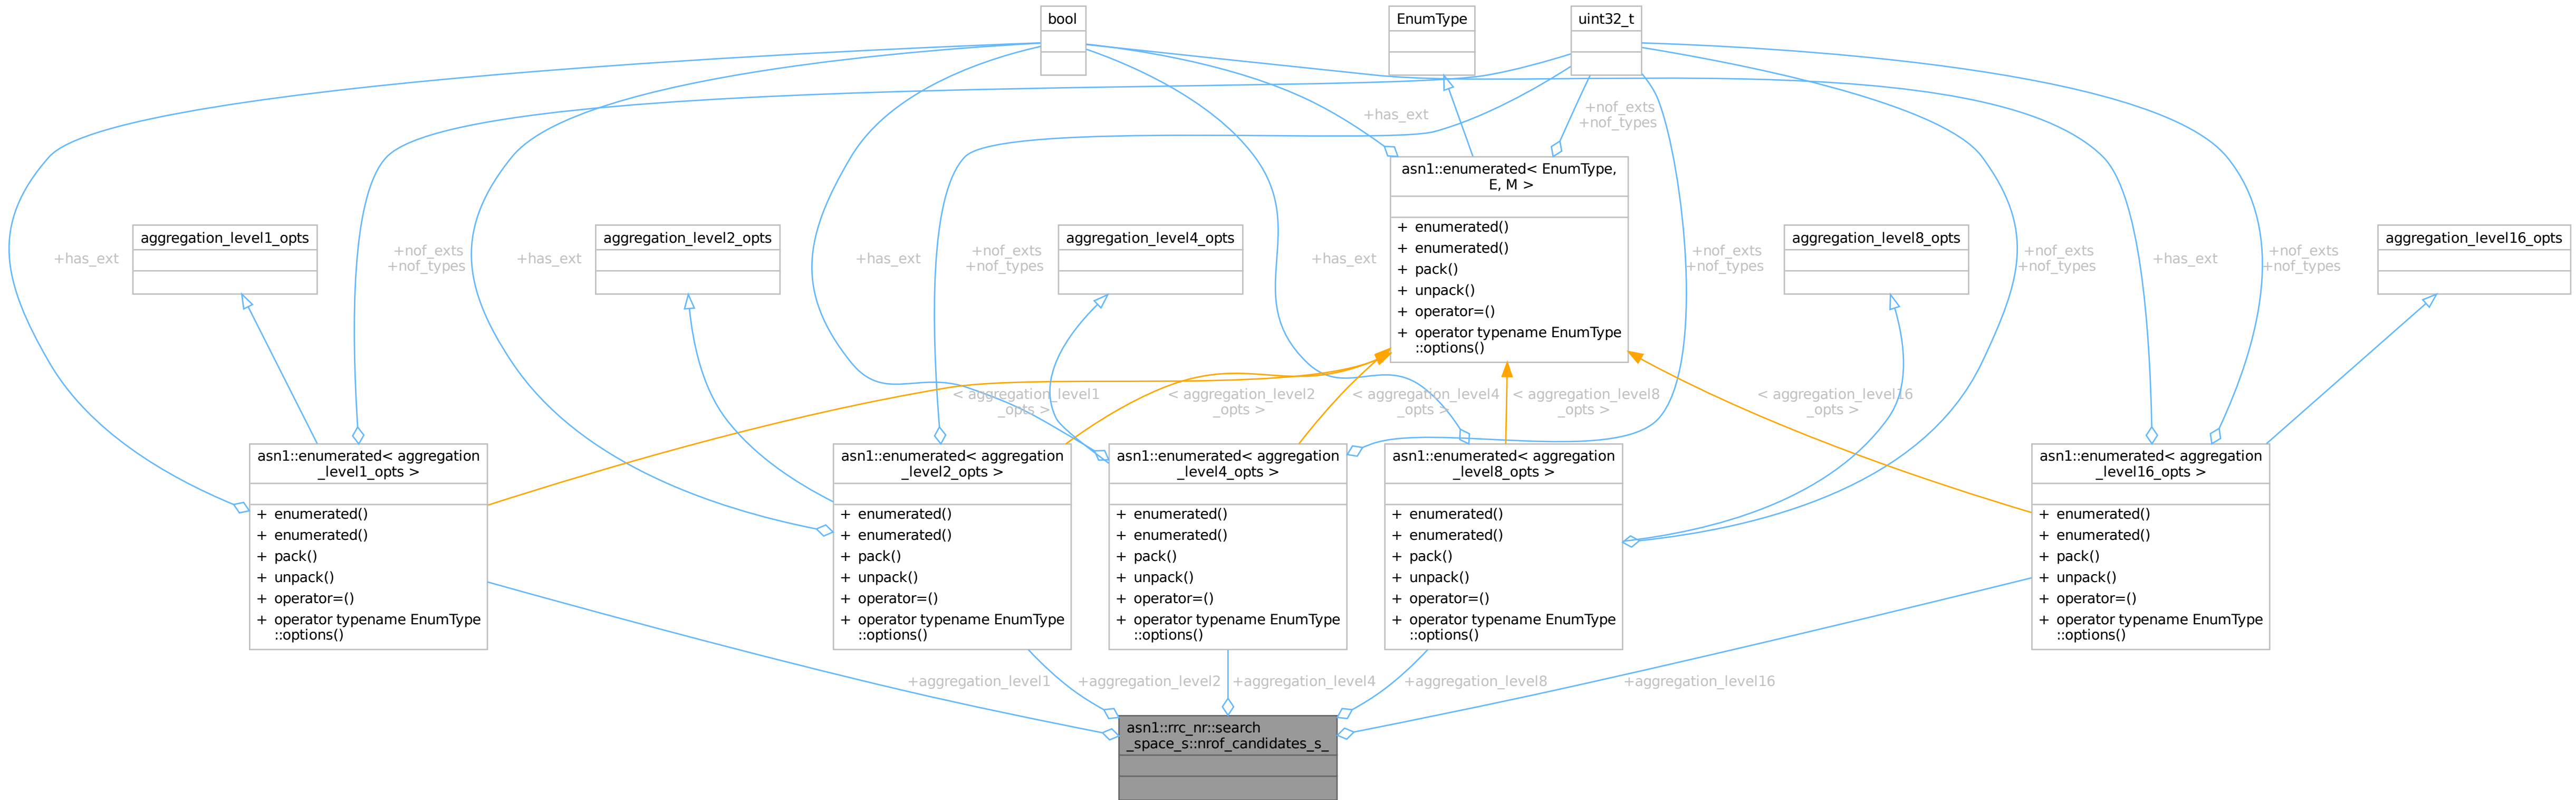 bool
EnumType
uint32_t
+has_ext
+nof_exts
+nof_types
asn1::enumerated< EnumType,
E, M >
+ enumerated()
+ enumerated()
+ pack()
+ unpack()
+ operator=()
+ operator typename EnumType
::options()
aggregation_level1_opts
aggregation_level2_opts
aggregation_level4_opts
aggregation_level8_opts
aggregation_level16_opts
+has_ext
+nof_exts
+nof_types
+has_ext
+has_ext
+nof_exts
+nof_types
+has_ext
+nof_exts
+nof_types
+nof_exts
+nof_types
+has_ext
+nof_exts
+nof_types
< aggregation_level1
_opts >
< aggregation_level2
_opts >
< aggregation_level4
_opts >
< aggregation_level8
_opts >
< aggregation_level16
_opts >
asn1::enumerated< aggregation
_level1_opts >
+ enumerated()
+ enumerated()
+ pack()
+ unpack()
+ operator=()
+ operator typename EnumType
::options()
asn1::enumerated< aggregation
_level2_opts >
+ enumerated()
+ enumerated()
+ pack()
+ unpack()
+ operator=()
+ operator typename EnumType
::options()
asn1::enumerated< aggregation
_level4_opts >
+ enumerated()
+ enumerated()
+ pack()
+ unpack()
+ operator=()
+ operator typename EnumType
::options()
asn1::enumerated< aggregation
_level8_opts >
+ enumerated()
+ enumerated()
+ pack()
+ unpack()
+ operator=()
+ operator typename EnumType
::options()
asn1::enumerated< aggregation
_level16_opts >
+ enumerated()
+ enumerated()
+ pack()
+ unpack()
+ operator=()
+ operator typename EnumType
::options()
+aggregation_level1
+aggregation_level2
+aggregation_level4
+aggregation_level8
+aggregation_level16
asn1::rrc_nr::search
_space_s::nrof_candidates_s_